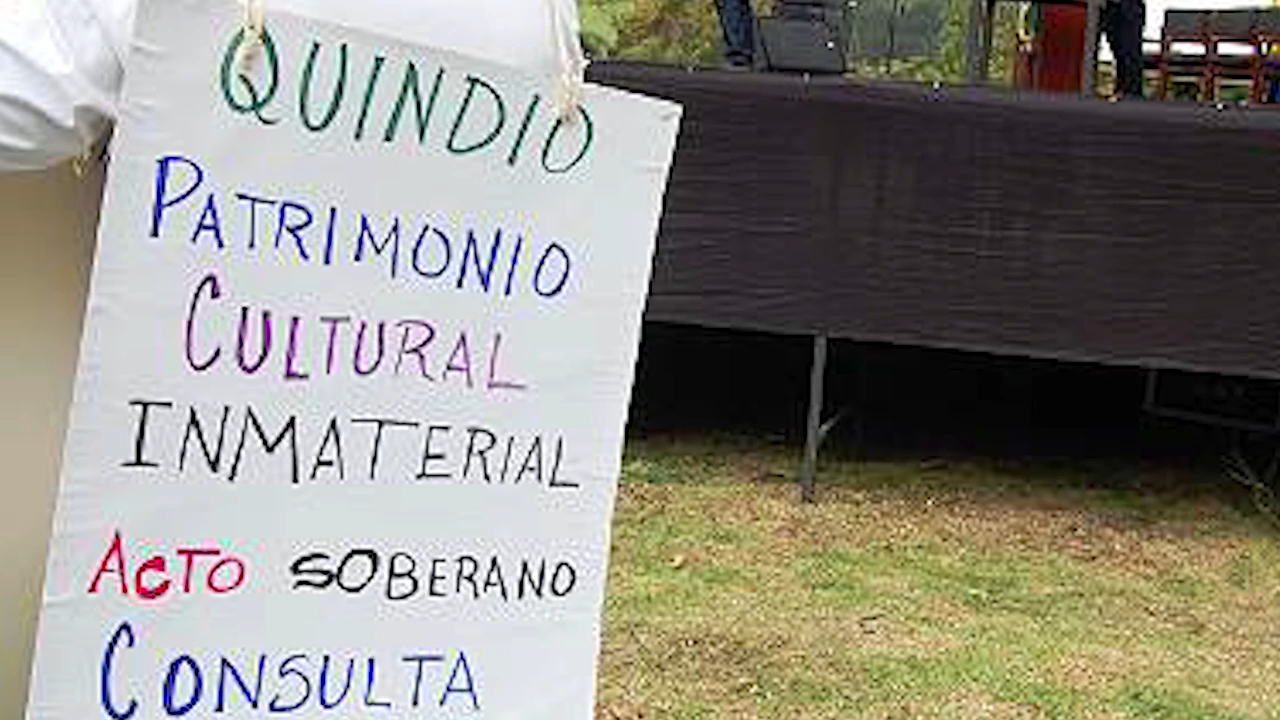 QUINDIO
PATRIMONIO
CULTURAL
INMATERIAL
ACTO SOBERANO
CONSULTA